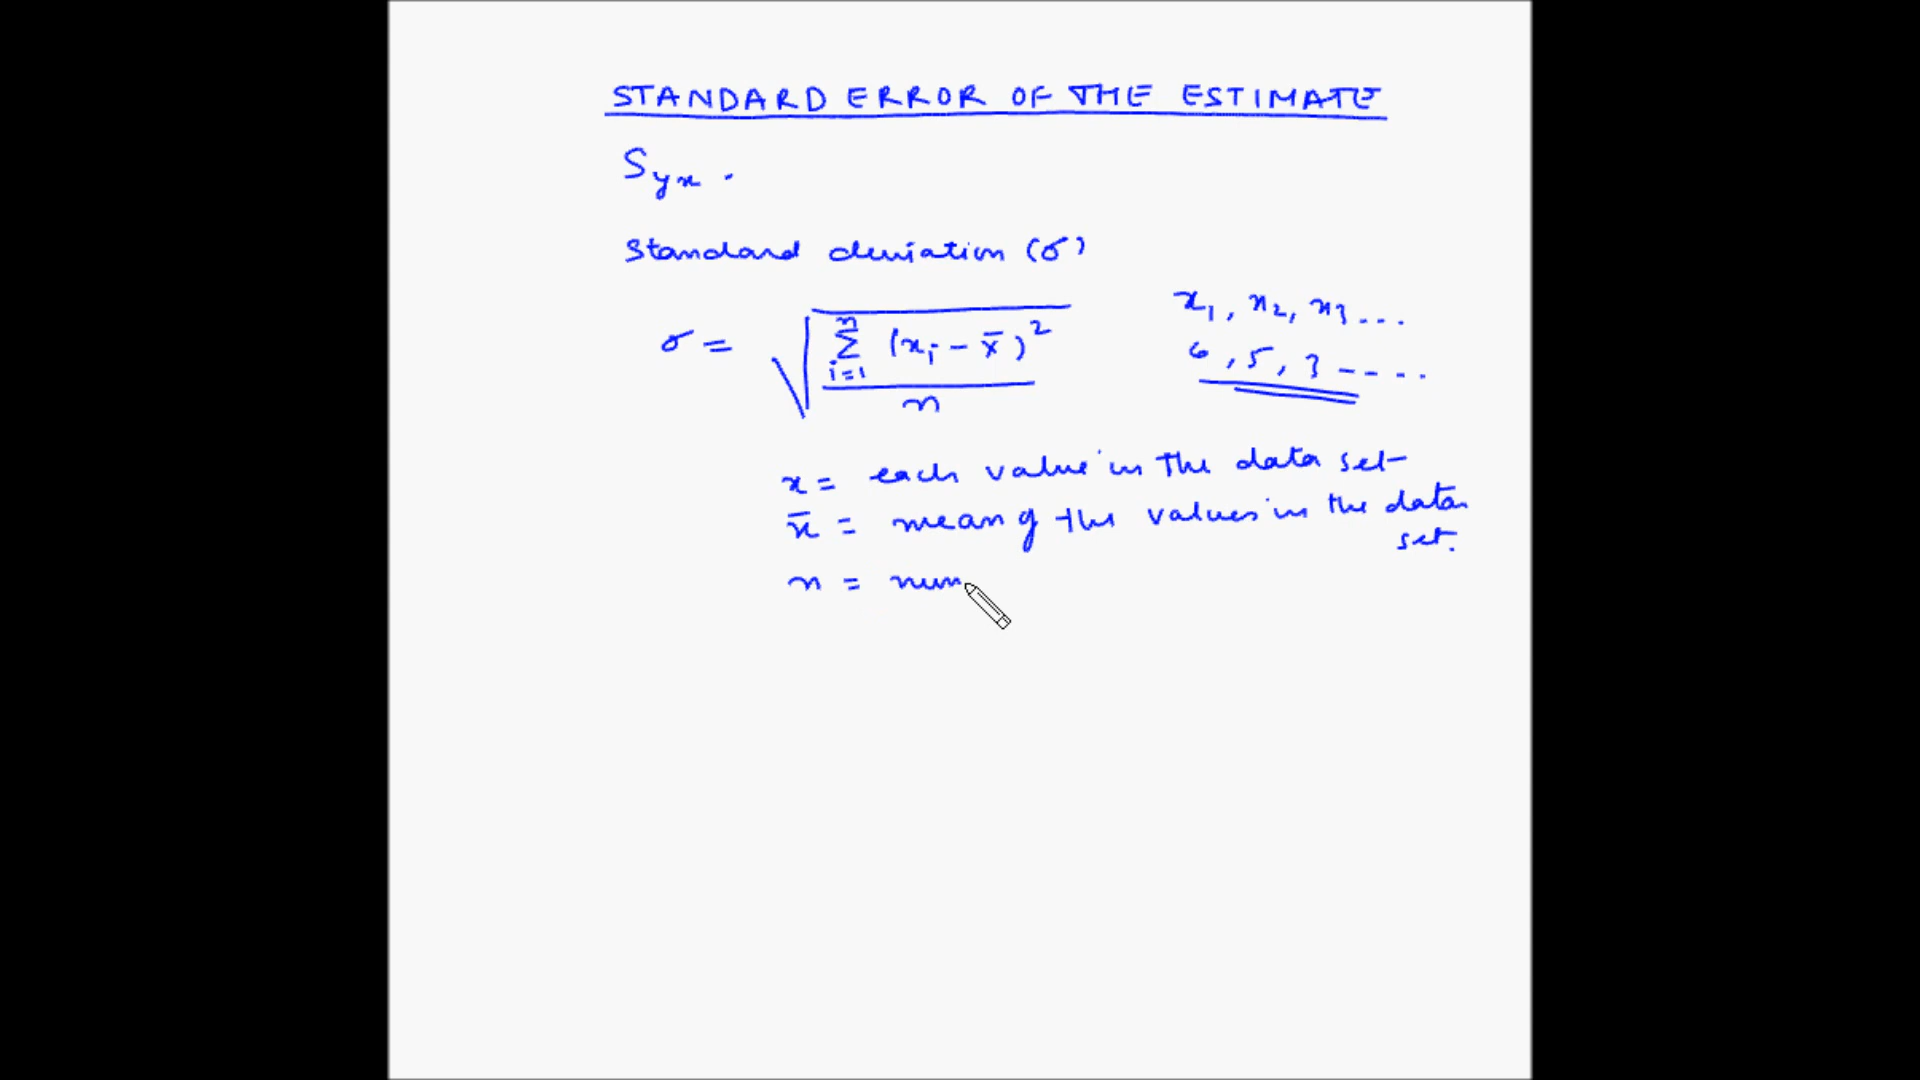 STANDARD ERROR OF THE ESTIMATE
Syx .
Standard deviation (σ)
x1, x2, x3 ...
σ = √(∑ i=1 n (xi - x̄)2 / n)
6, 5, 3 - - - - .
x = each value in the data set
x̄ = mean of the values in the data
set.
n = num